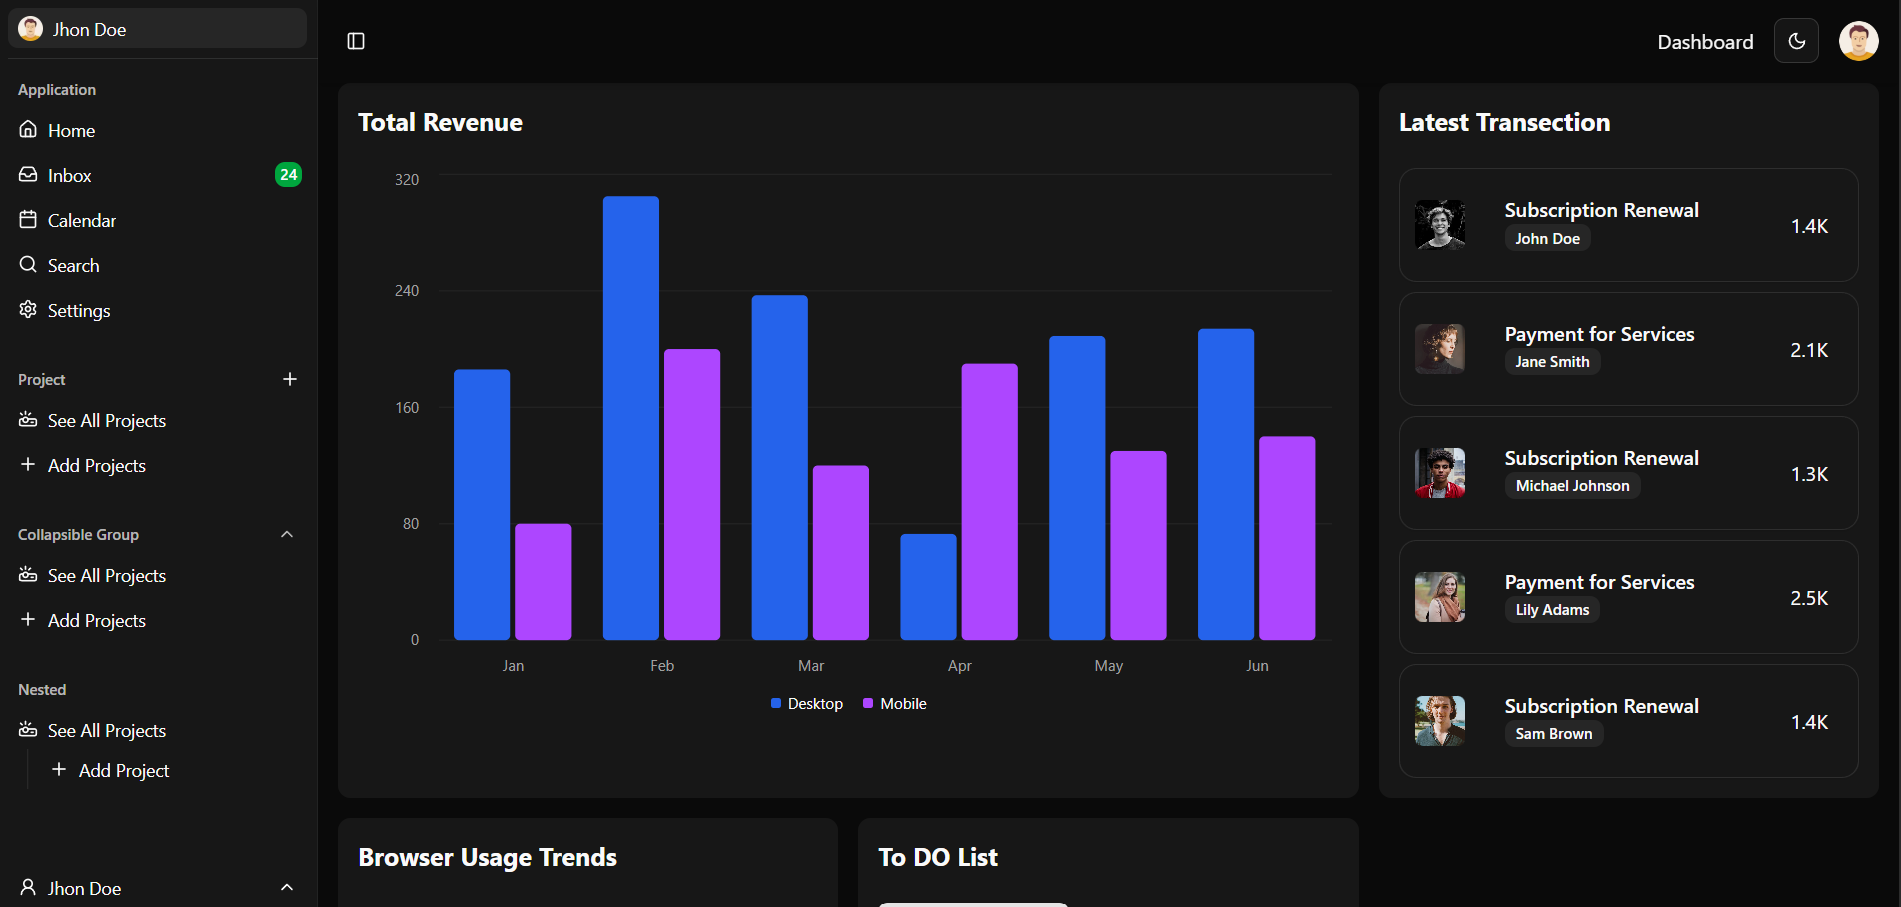 Jhon Doe
Application
Home
Inbox
24
Calendar
Search
Settings
Project
See All Projects
Add Projects
Collapsible Group
See All Projects
Add Projects
Nested
See All Projects
Add Project
Jhon Doe
Dashboard
Total Revenue
320
240
160
80
0
Jan Feb Mar Apr May Jun
Desktop Mobile
Latest Transection
Subscription Renewal
John Doe
1.4K
Payment for Services
Jane Smith
2.1K
Subscription Renewal
Michael Johnson
1.3K
Payment for Services
Lily Adams
2.5K
Subscription Renewal
Sam Brown
1.4K
Browser Usage Trends
To DO List